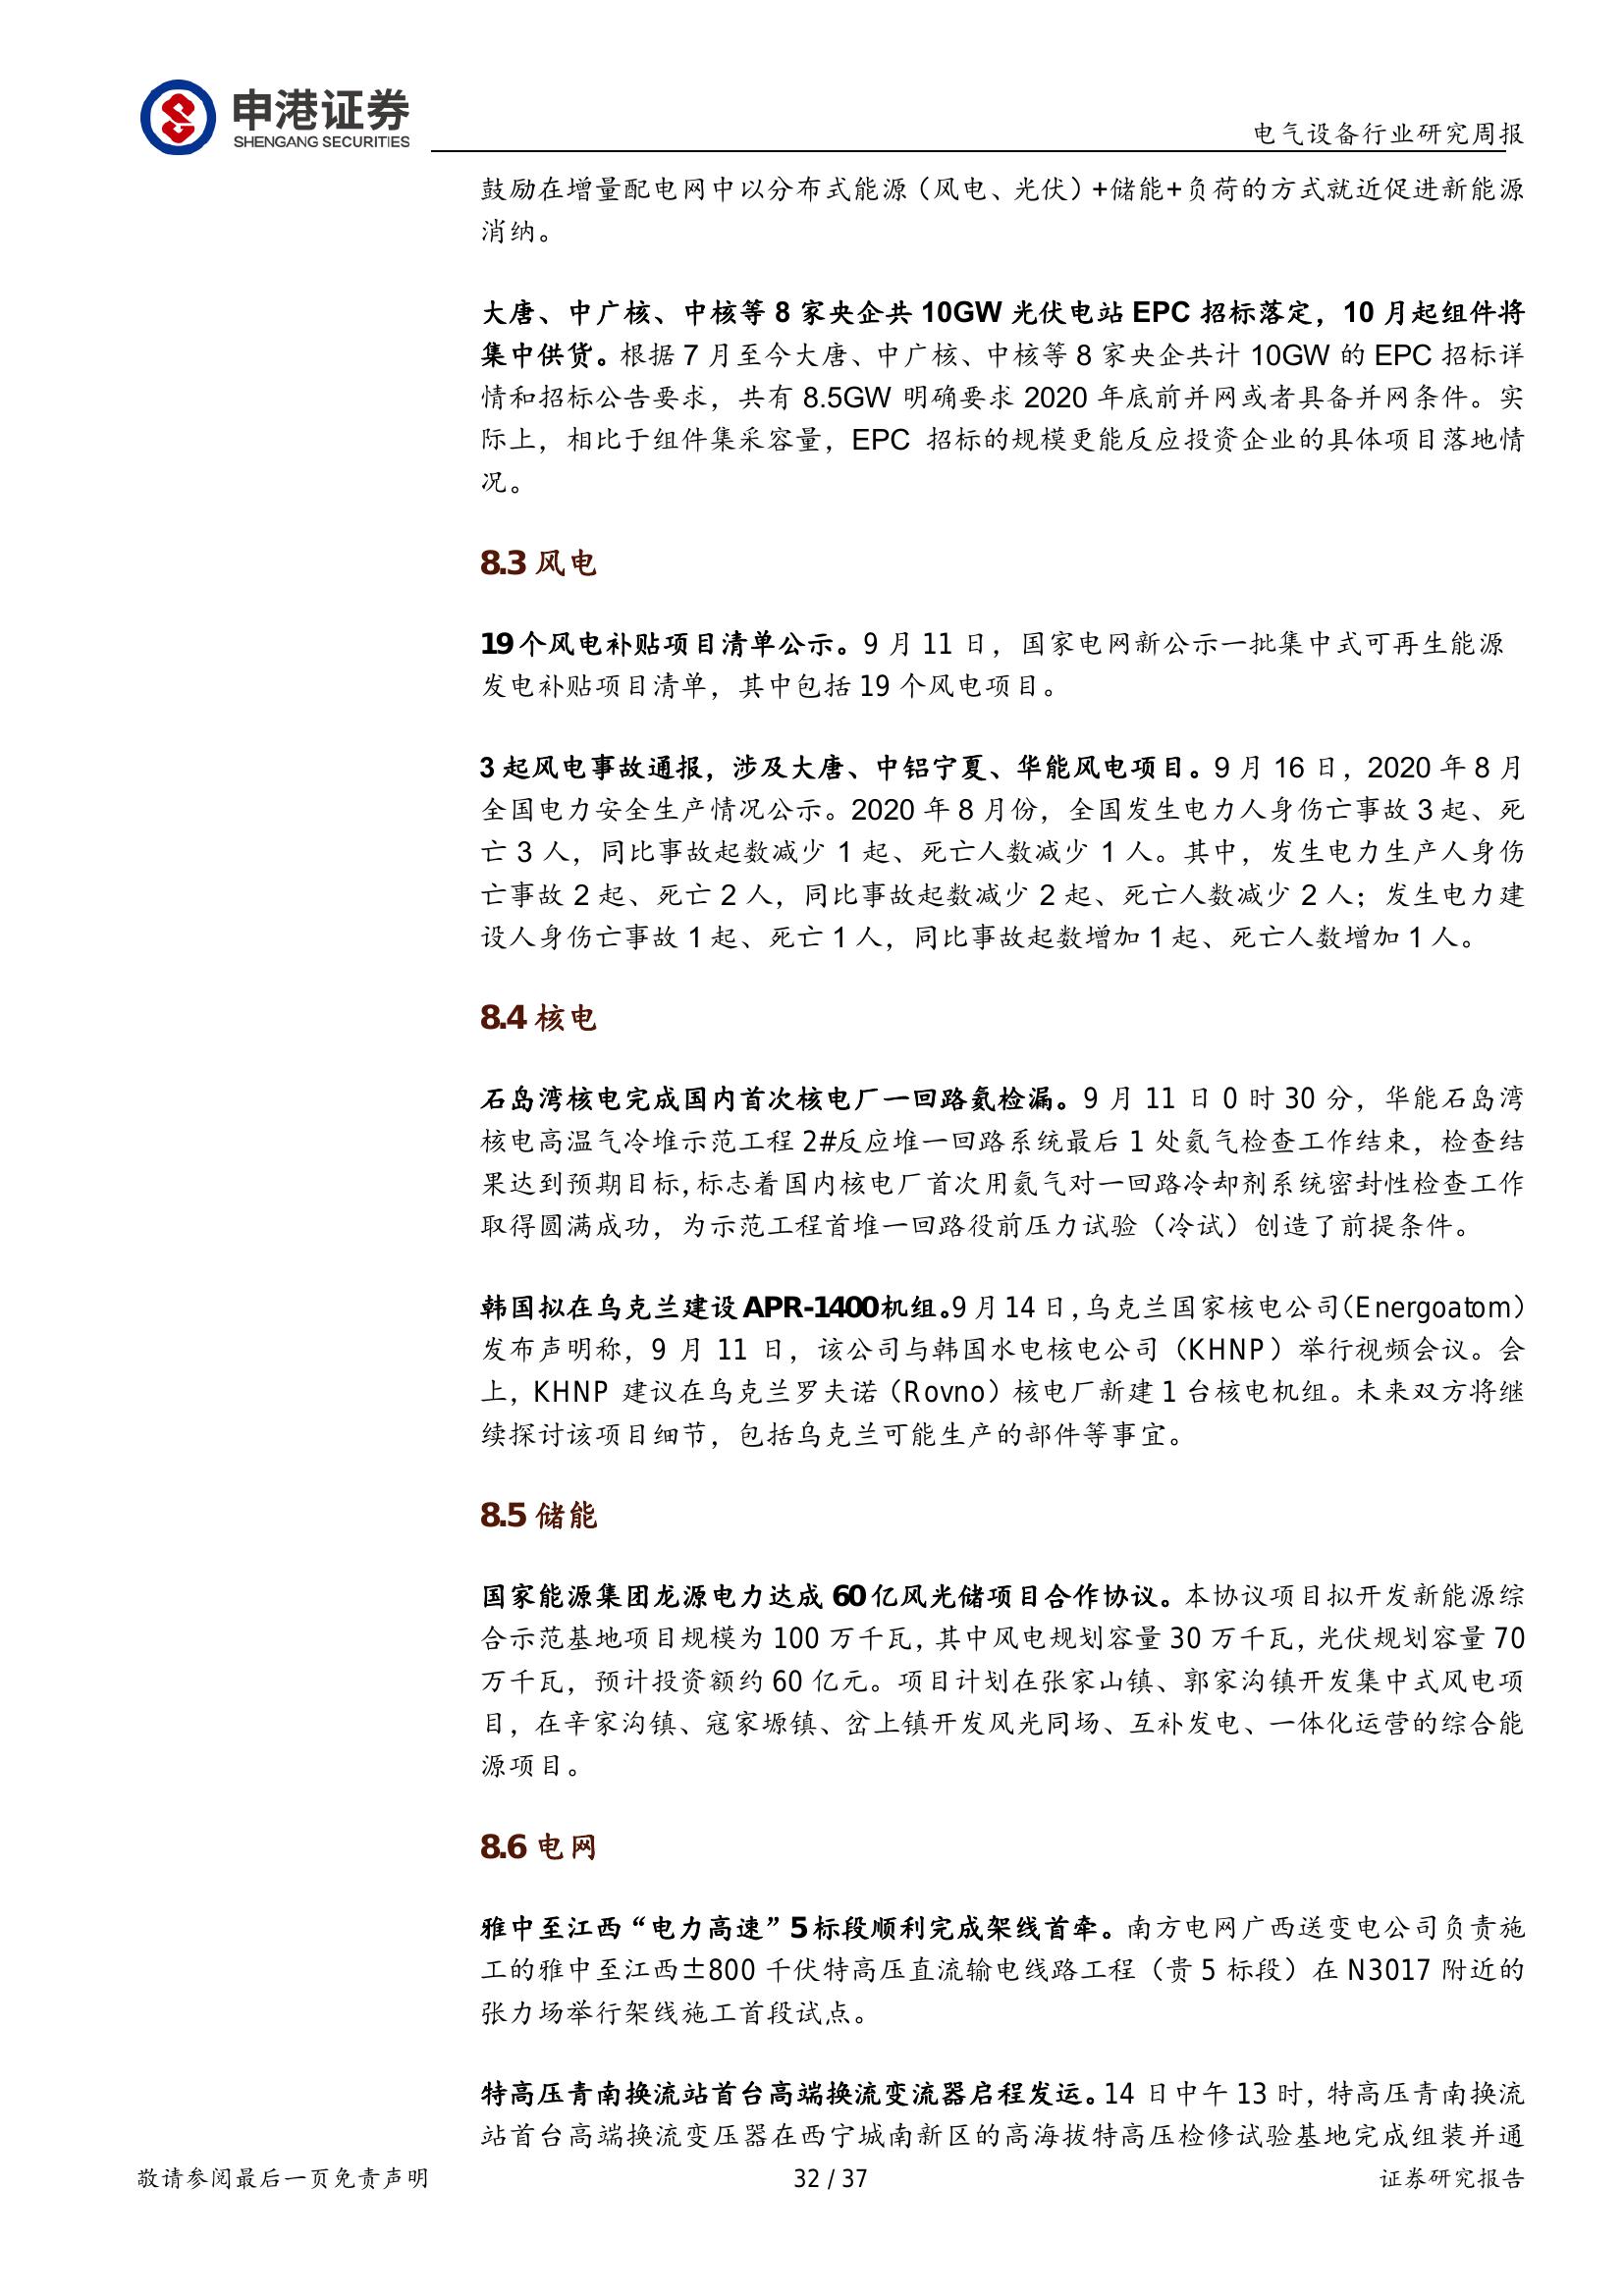 申港证券
SHENGANG SECURITIES
电气设备行业研究周报
鼓励在增量配电网中以分布式能源（风电、光伏）+储能+负荷的方式就近促进新能源
消纳。
大唐、中广核、中核等 8 家央企共 10GW 光伏电站 EPC 招标落定，10 月起组件将
集中供货。根据 7 月至今大唐、中广核、中核等 8 家央企共计 10GW 的 EPC 招标详
情和招标公告要求，共有 8.5GW 明确要求 2020 年底前并网或者具备并网条件。实
际上，相比于组件集采容量，EPC 招标的规模更能反应投资企业的具体项目落地情
况。
8.3 风电
19 个风电补贴项目清单公示。9 月 11 日，国家电网新公示一批集中式可再生能源
发电补贴项目清单，其中包括 19 个风电项目。
3 起风电事故通报，涉及大唐、中铝宁夏、华能风电项目。9 月 16 日，2020 年 8 月
全国电力安全生产情况公示。2020 年 8 月份，全国发生电力人身伤亡事故 3 起、死
亡 3 人，同比事故起数减少 1 起、死亡人数减少 1 人。其中，发生电力生产人身伤
亡事故 2 起、死亡 2 人，同比事故起数减少 2 起、死亡人数减少 2 人；发生电力建
设人身伤亡事故 1 起、死亡 1 人，同比事故起数增加 1 起、死亡人数增加 1 人。
8.4 核电
石岛湾核电完成国内首次核电厂一回路氦检漏。9 月 11 日 0 时 30 分，华能石岛湾
核电高温气冷堆示范工程 2#反应堆一回路系统最后 1 处氦气检查工作结束，检查结
果达到预期目标,标志着国内核电厂首次用氦气对一回路冷却剂系统密封性检查工作
取得圆满成功，为示范工程首堆一回路役前压力试验（冷试）创造了前提条件。
韩国拟在乌克兰建设 APR-1400 机组。9 月 14 日，乌克兰国家核电公司（Energoatom）
发布声明称，9 月 11 日，该公司与韩国水电核电公司（KHNP）举行视频会议。会
上，KHNP 建议在乌克兰罗夫诺（Rovno）核电厂新建 1 台核电机组。未来双方将继
续探讨该项目细节，包括乌克兰可能生产的部件等事宜。
8.5 储能
国家能源集团龙源电力达成 60 亿风光储项目合作协议。本协议项目拟开发新能源综
合示范基地项目规模为 100 万千瓦，其中风电规划容量 30 万千瓦，光伏规划容量 70
万千瓦，预计投资额约 60 亿元。项目计划在张家山镇、郭家沟镇开发集中式风电项
目，在辛家沟镇、寇家塬镇、岔上镇开发风光同场、互补发电、一体化运营的综合能
源项目。
8.6 电网
雅中至江西“电力高速”5 标段顺利完成架线首牵。南方电网广西送变电公司负责施
工的雅中至江西±800 千伏特高压直流输电线路工程（贵 5 标段）在 N3017 附近的
张力场举行架线施工首段试点。
特高压青南换流站首台高端换流变流器启程发运。14 日中午 13 时，特高压青南换流
站首台高端换流变压器在西宁城南新区的高海拔特高压检修试验基地完成组装并通
敬请参阅最后一页免责声明
32 / 37
证券研究报告